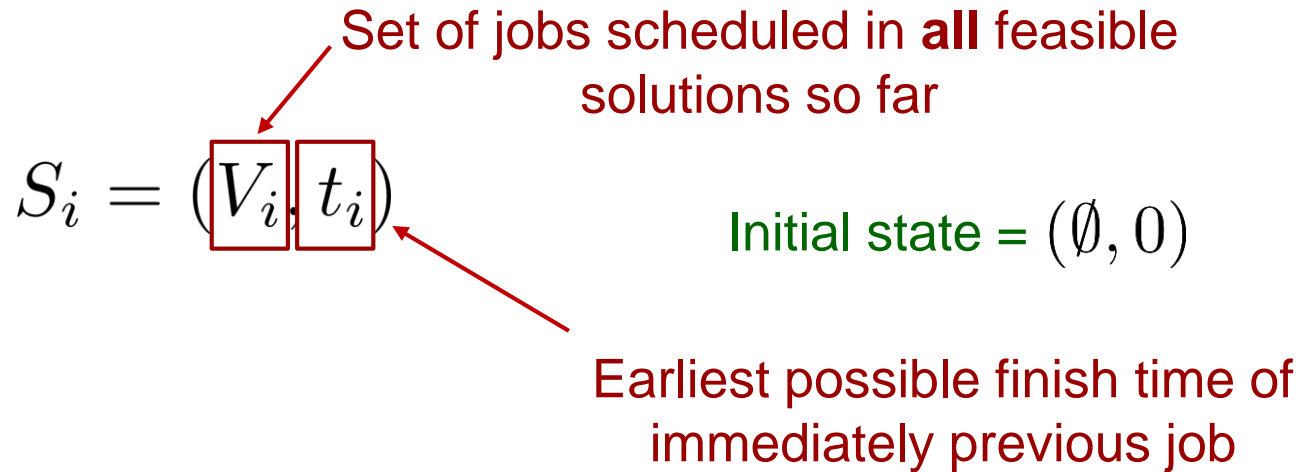 Set of jobs scheduled in all feasible
solutions so far
S_i = (V_i, t_i)
Initial state = (∅, 0)
Earliest possible finish time of
immediately previous job